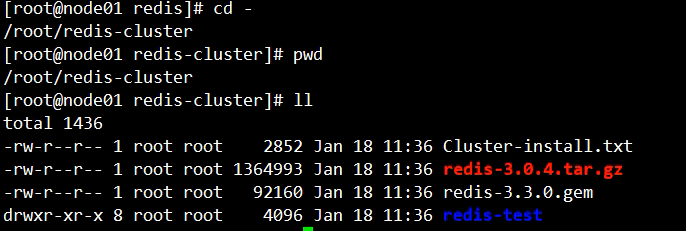 [root@node01 redis]# cd -
/root/redis-cluster
[root@node01 redis-cluster]# pwd
/root/redis-cluster
[root@node01 redis-cluster]# ll
total 1436
-rw-r--r-- 1 root root    2852 Jan 18 11:36 Cluster-install.txt
-rw-r--r-- 1 root root 1364993 Jan 18 11:36 redis-3.0.4.tar.gz
-rw-r--r-- 1 root root   92160 Jan 18 11:36 redis-3.3.0.gem
drwxr-xr-x 8 root root    4096 Jan 18 11:36 redis-test